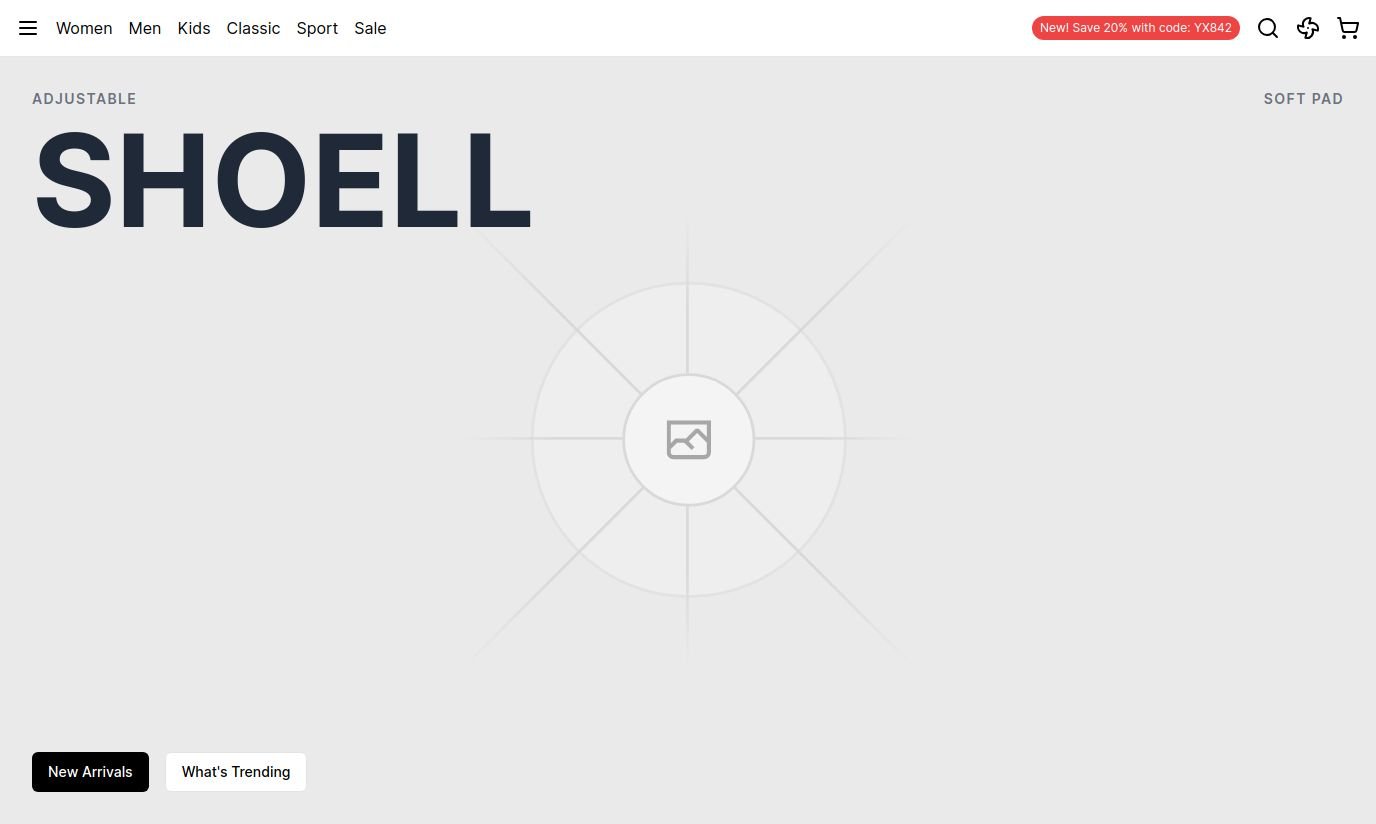 Women Men Kids Classic Sport Sale
New! Save 20% with code: YX842
ADJUSTABLE
SOFT PAD
SHOELL
New Arrivals
What's Trending